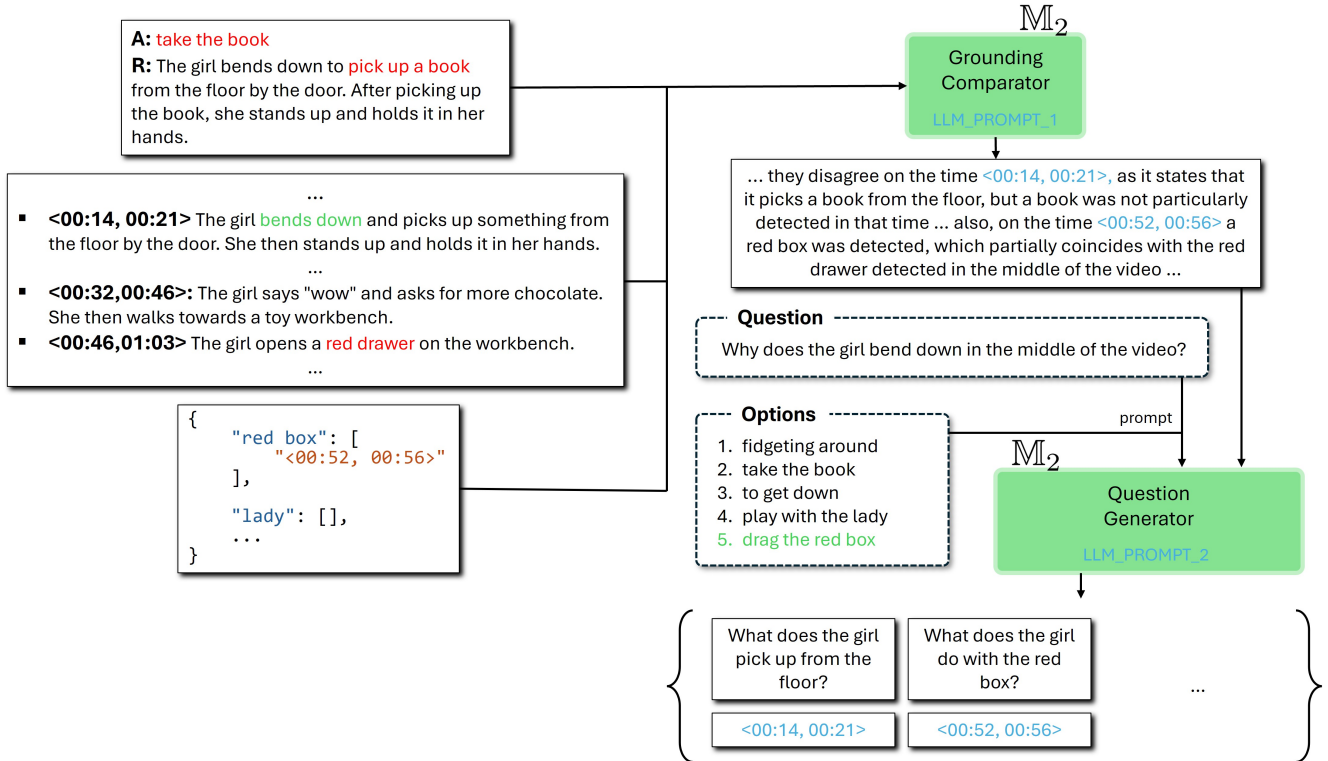 A: take the book
R: The girl bends down to pick up a book
from the floor by the door. After picking up
the book, she stands up and holds it in her
hands.
...
▪ <00:14, 00:21> The girl bends down and picks up something from
the floor by the door. She then stands up and holds it in her hands.
...
▪ <00:32,00:46>: The girl says "wow" and asks for more chocolate.
She then walks towards a toy workbench.
▪ <00:46,01:03> The girl opens a red drawer on the workbench.
...
{
"red box": [
"<00:52, 00:56>"
],
"lady": [],
...
}
𝕄₂
Grounding
Comparator
LLM_PROMPT_1
... they disagree on the time <00:14, 00:21>, as it states that
it picks a book from the floor, but a book was not particularly
detected in that time ... also, on the time <00:52, 00:56> a
red box was detected, which partially coincides with the red
drawer detected in the middle of the video ...
Question
Why does the girl bend down in the middle of the video?
Options
1. fidgeting around
2. take the book
3. to get down
4. play with the lady
5. drag the red box
prompt
𝕄₂
Question
Generator
LLM_PROMPT_2
What does the girl
pick up from the
floor?
<00:14, 00:21>
What does the girl
do with the red
box?
<00:52, 00:56>
...